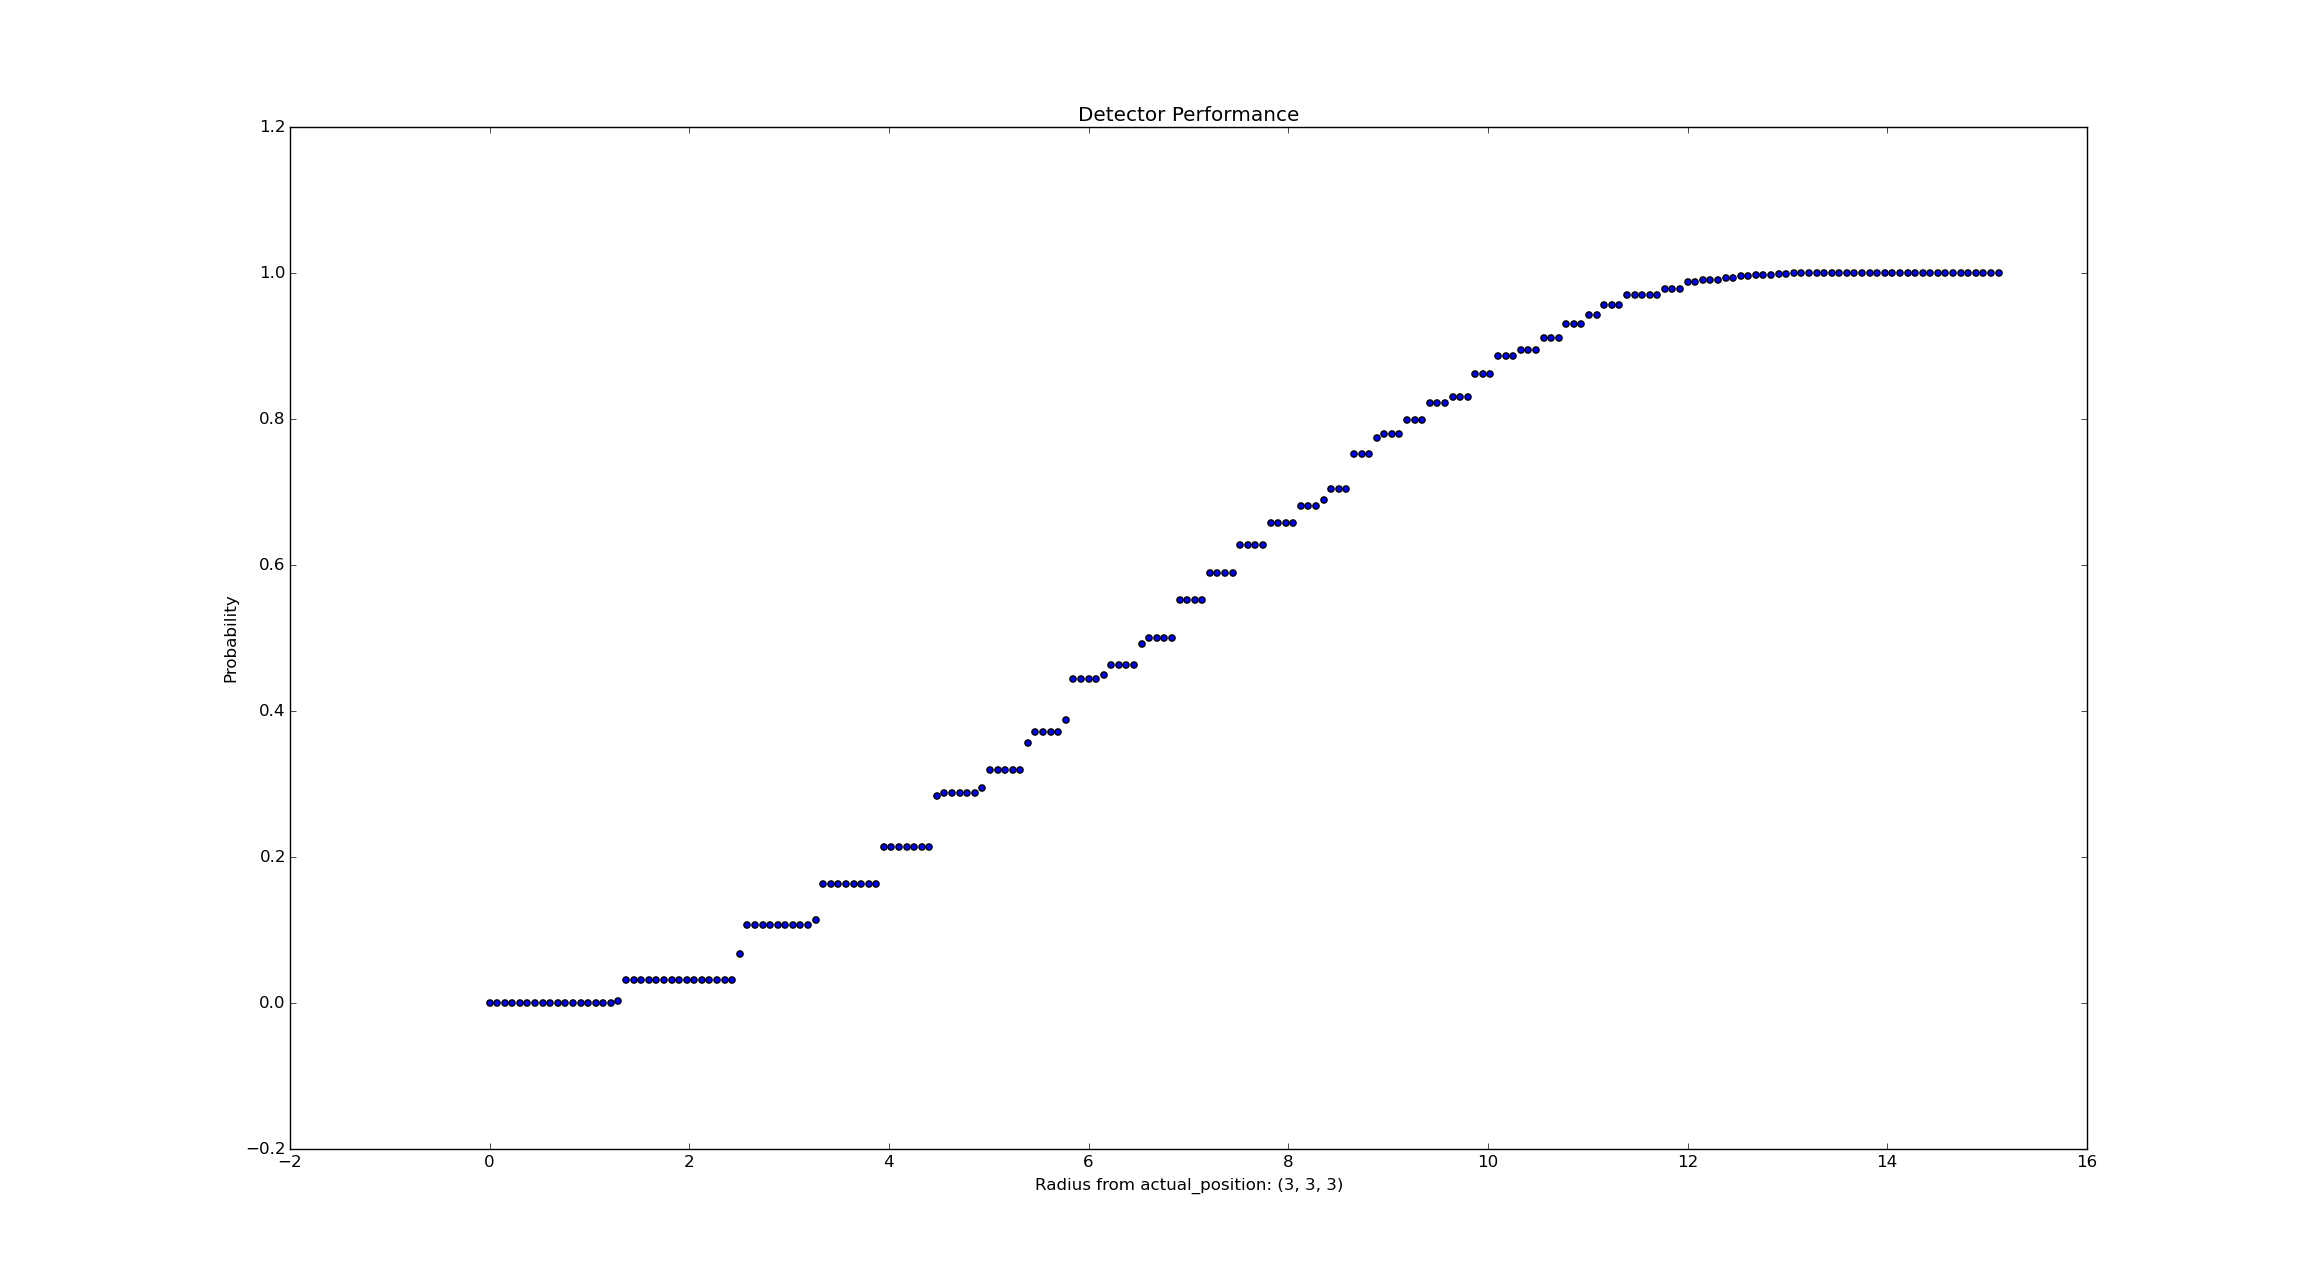 Detector Performance
1.2
1.0
0.8
0.6
0.4
0.2
0.0
−0.2
Probability
−2 0 2 4 6 8 10 12 14 16
Radius from actual_position: (3, 3, 3)